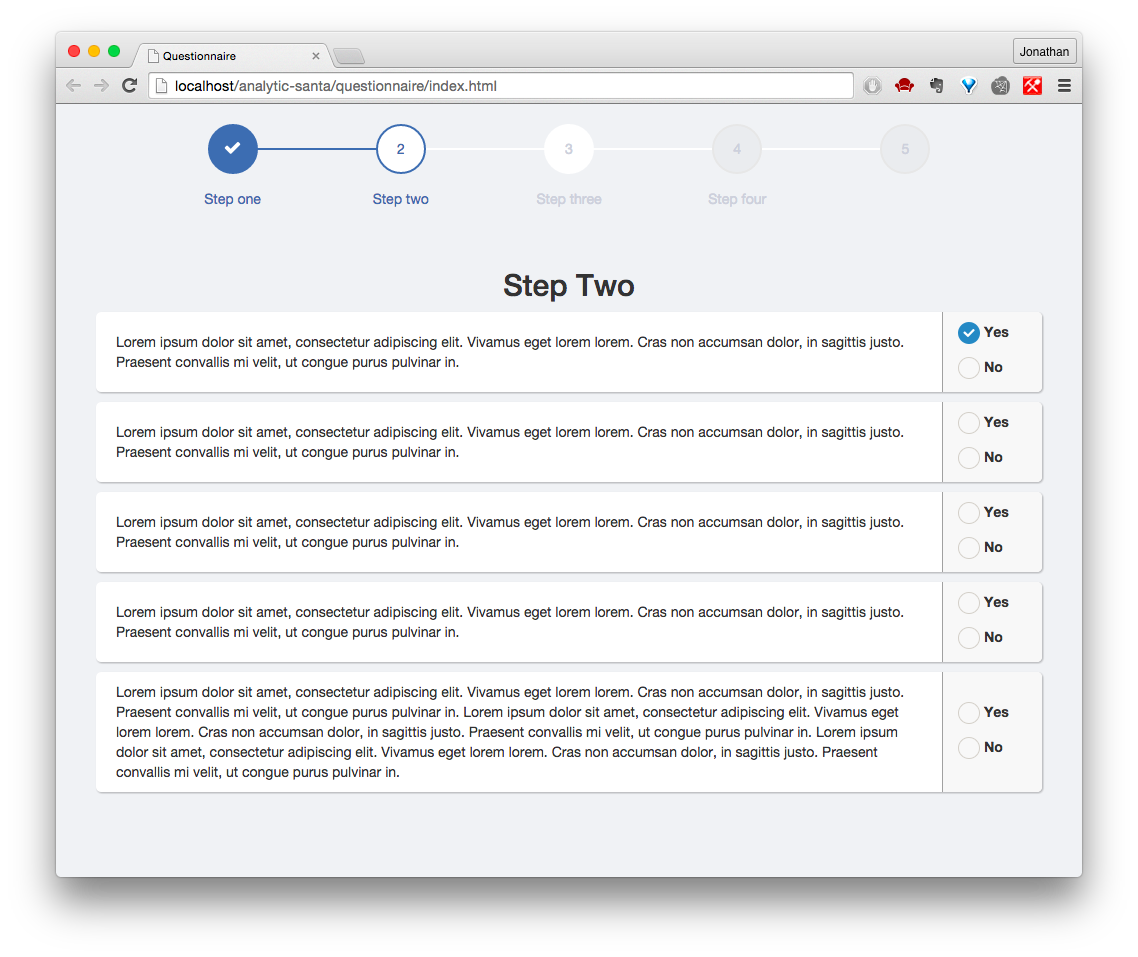 Questionnaire
Jonathan
localhost/analytic-santa/questionnaire/index.html
2
3
4
5
Step one
Step two
Step three
Step four
Step Two
Lorem ipsum dolor sit amet, consectetur adipiscing elit. Vivamus eget lorem lorem. Cras non accumsan dolor, in sagittis justo.
Praesent convallis mi velit, ut congue purus pulvinar in.
Yes
No
Lorem ipsum dolor sit amet, consectetur adipiscing elit. Vivamus eget lorem lorem. Cras non accumsan dolor, in sagittis justo.
Praesent convallis mi velit, ut congue purus pulvinar in.
Yes
No
Lorem ipsum dolor sit amet, consectetur adipiscing elit. Vivamus eget lorem lorem. Cras non accumsan dolor, in sagittis justo.
Praesent convallis mi velit, ut congue purus pulvinar in.
Yes
No
Lorem ipsum dolor sit amet, consectetur adipiscing elit. Vivamus eget lorem lorem. Cras non accumsan dolor, in sagittis justo.
Praesent convallis mi velit, ut congue purus pulvinar in.
Yes
No
Lorem ipsum dolor sit amet, consectetur adipiscing elit. Vivamus eget lorem lorem. Cras non accumsan dolor, in sagittis justo.
Praesent convallis mi velit, ut congue purus pulvinar in. Lorem ipsum dolor sit amet, consectetur adipiscing elit. Vivamus eget
lorem lorem. Cras non accumsan dolor, in sagittis justo. Praesent convallis mi velit, ut congue purus pulvinar in. Lorem ipsum
dolor sit amet, consectetur adipiscing elit. Vivamus eget lorem lorem. Cras non accumsan dolor, in sagittis justo. Praesent
convallis mi velit, ut congue purus pulvinar in.
Yes
No